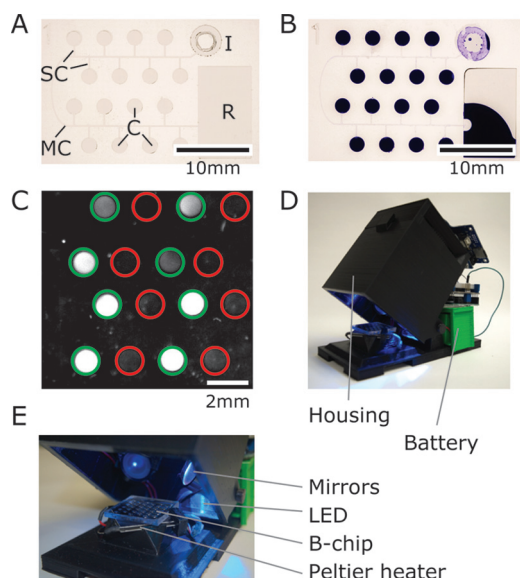 A
I
SC
C
R
MC
10mm
B
10mm
C
2mm
D
Housing
Battery
E
Mirrors
LED
B-chip
Peltier heater